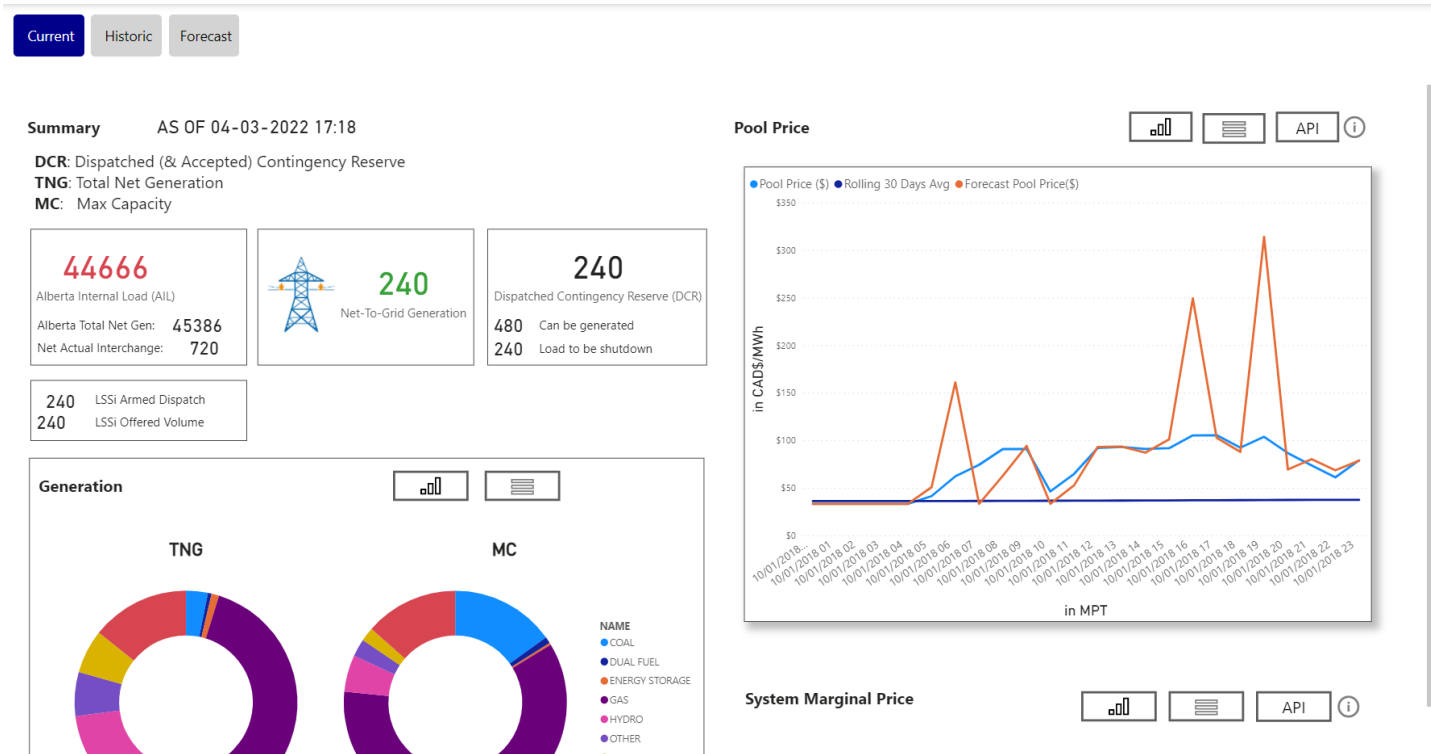 Current
Historic
Forecast
Summary
AS OF 04-03-2022 17:18
DCR: Dispatched (& Accepted) Contingency Reserve
TNG: Total Net Generation
MC: Max Capacity
44666
Alberta Internal Load (AIL)
Alberta Total Net Gen: 45386
Net Actual Interchange: 720
240
Net-To-Grid Generation
240
Dispatched Contingency Reserve (DCR)
480 Can be generated
240 Load to be shutdown
240 LSSi Armed Dispatch
240 LSSi Offered Volume
Generation
TNG
MC
NAME
COAL
DUAL FUEL
ENERGY STORAGE
GAS
HYDRO
OTHER
Pool Price
API
i
Pool Price ($) Rolling 30 Days Avg Forecast Pool Price($)
in CAD$/MWh
$350
$300
$250
$200
$150
$100
$50
$0
10/01/2018...
10/01/2018 01
10/01/2018 02
10/01/2018 03
10/01/2018 04
10/01/2018 05
10/01/2018 06
10/01/2018 07
10/01/2018 08
10/01/2018 09
10/01/2018 10
10/01/2018 11
10/01/2018 12
10/01/2018 13
10/01/2018 14
10/01/2018 15
10/01/2018 16
10/01/2018 17
10/01/2018 18
10/01/2018 19
10/01/2018 20
10/01/2018 21
10/01/2018 22
10/01/2018 23
in MPT
System Marginal Price
API
i